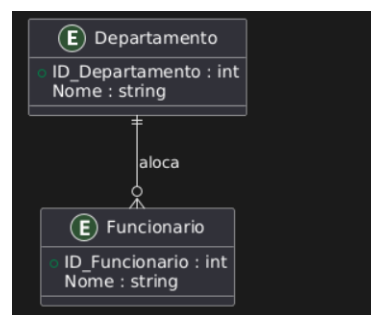 E Departamento
ID_Departamento : int
Nome : string
aloca
E Funcionario
ID_Funcionario : int
Nome : string